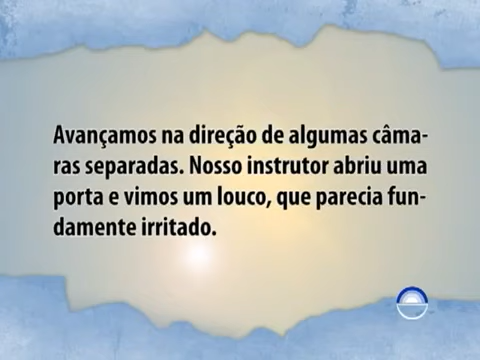 Avançamos na direção de algumas câma-
ras separadas. Nosso instrutor abriu uma
porta e vimos um louco, que parecia fun-
damente irritado.